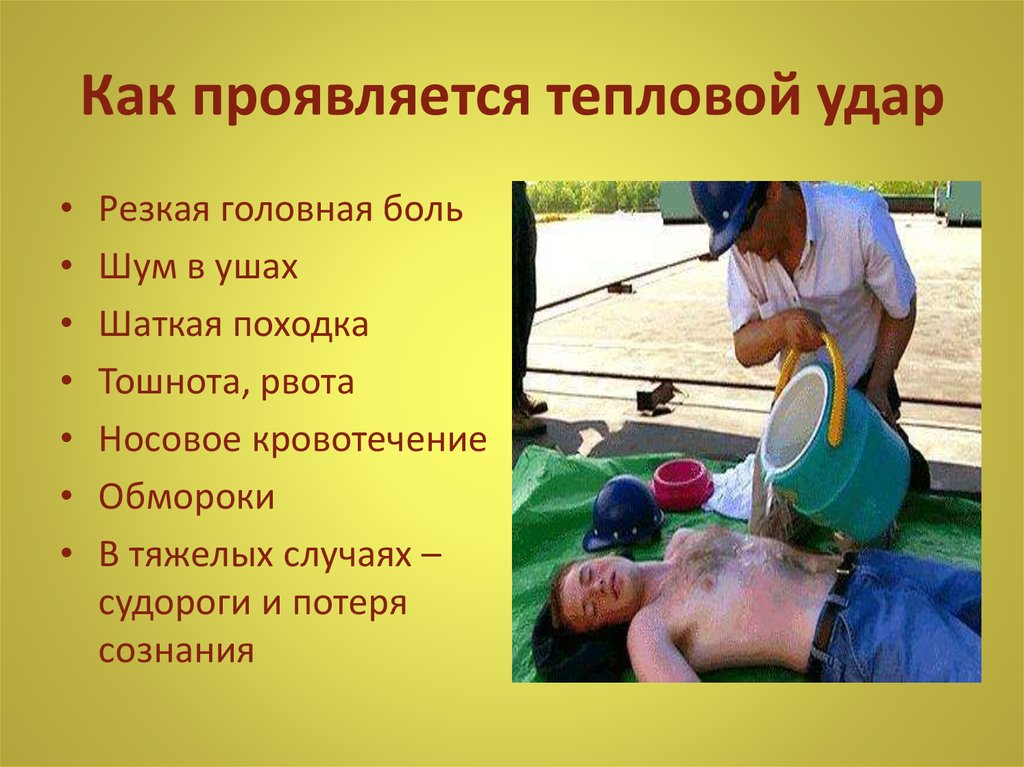 Как проявляется тепловой удар
• Резкая головная боль
• Шум в ушах
• Шаткая походка
• Тошнота, рвота
• Носовое кровотечение
• Обмороки
• В тяжелых случаях –
судороги и потеря
сознания